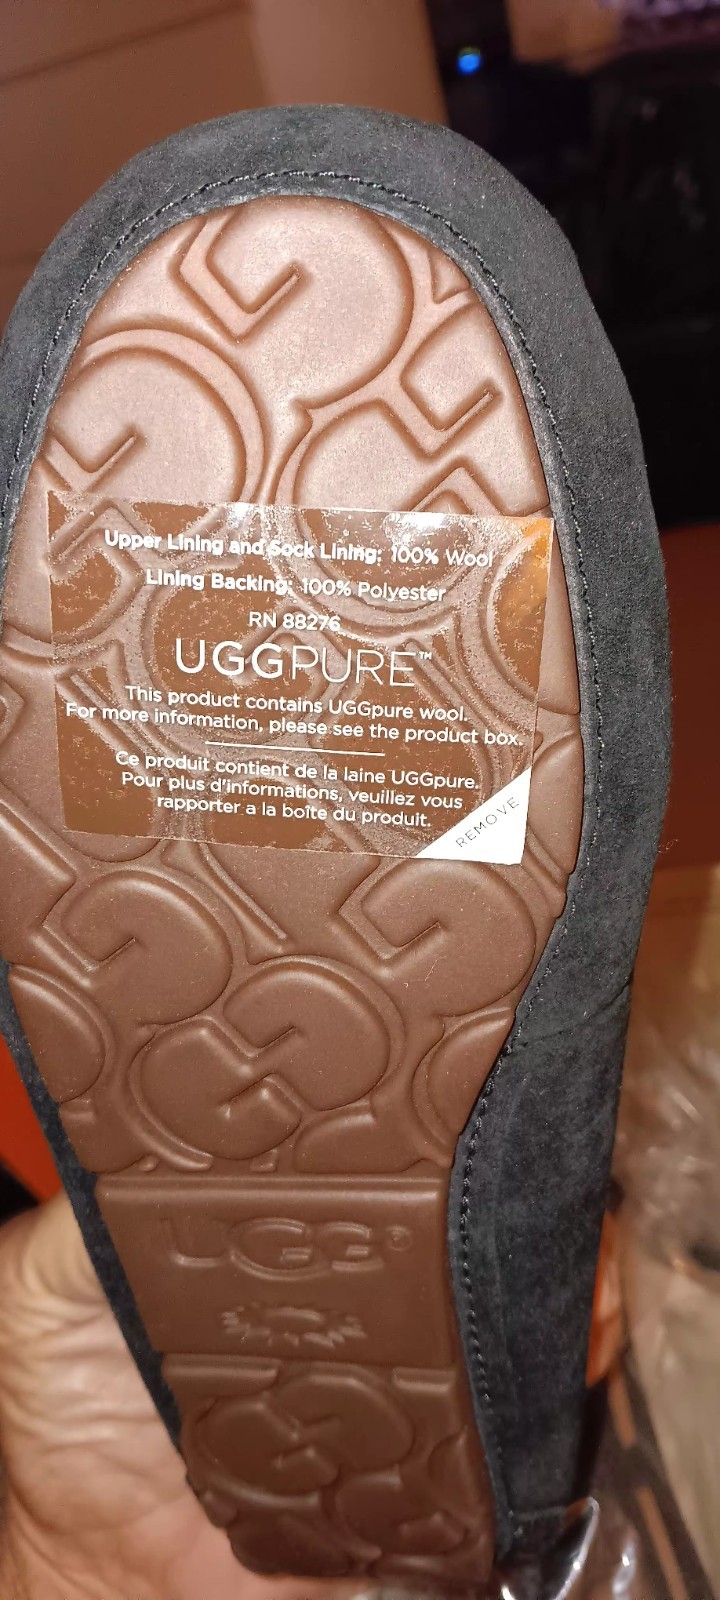 Upper Lining and Sock Lining: 100% Wool
Lining Backing: 100% Polyester
RN 88276
UGGPURE™
This product contains UGGpure wool.
For more information, please see the product box.
Ce produit contient de la laine UGGpure.
Pour plus d'informations, veuillez vous
rapporter a la boîte du produit.
REMOVE
UGG®